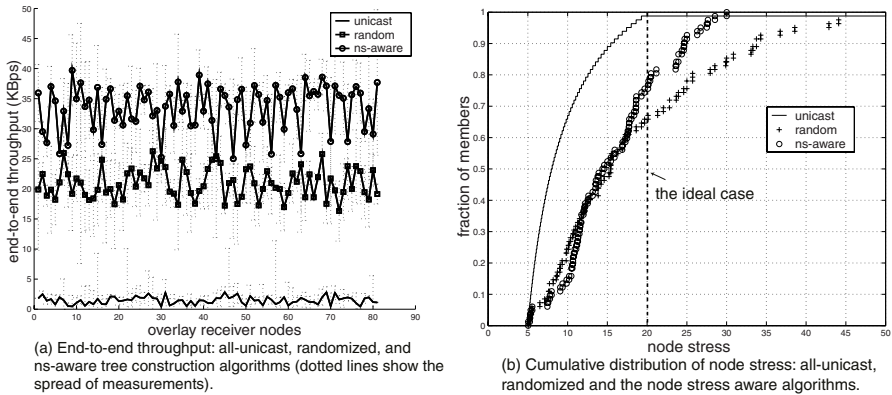 50
45
40
35
30
25
20
15
10
5
0
end-to-end throughput (KBps)
unicast
random
ns-aware
0 10 20 30 40 50 60 70 80 90
overlay receiver nodes
(a) End-to-end throughput: all-unicast, randomized, and
ns-aware tree construction algorithms (dotted lines show the
spread of measurements).
1
0.9
0.8
0.7
0.6
0.5
0.4
0.3
0.2
0.1
0
fraction of members
unicast
random
ns-aware
the ideal case
0 5 10 15 20 25 30 35 40 45 50
node stress
(b) Cumulative distribution of node stress: all-unicast,
randomized and the node stress aware algorithms.